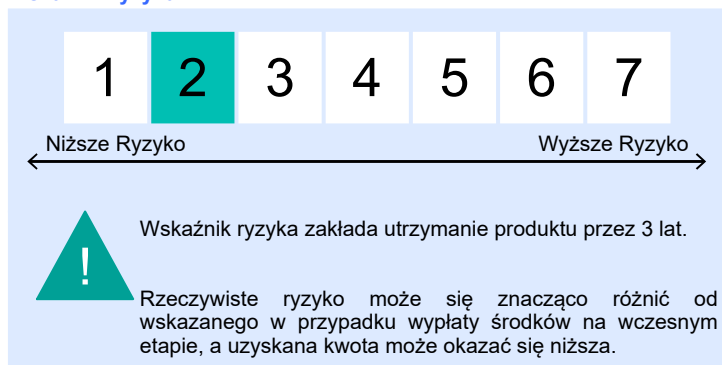 1 2 3 4 5 6 7
Niższe Ryzyko Wyższe Ryzyko
!
Wskaźnik ryzyka zakłada utrzymanie produktu przez 3 lat.
Rzeczywiste ryzyko może się znacząco różnić od
wskazanego w przypadku wypłaty środków na wczesnym
etapie, a uzyskana kwota może okazać się niższa.